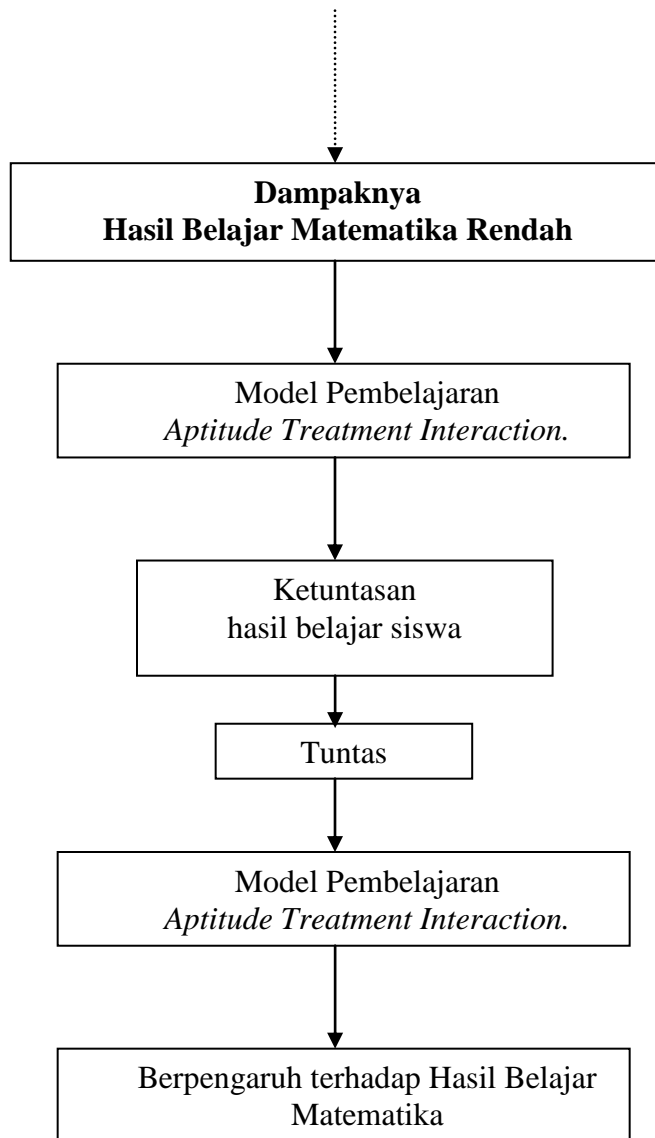 Dampaknya
Hasil Belajar Matematika Rendah
Model Pembelajaran
Aptitude Treatment Interaction.
Ketuntasan
hasil belajar siswa
Tuntas
Model Pembelajaran
Aptitude Treatment Interaction.
Berpengaruh terhadap Hasil Belajar
Matematika